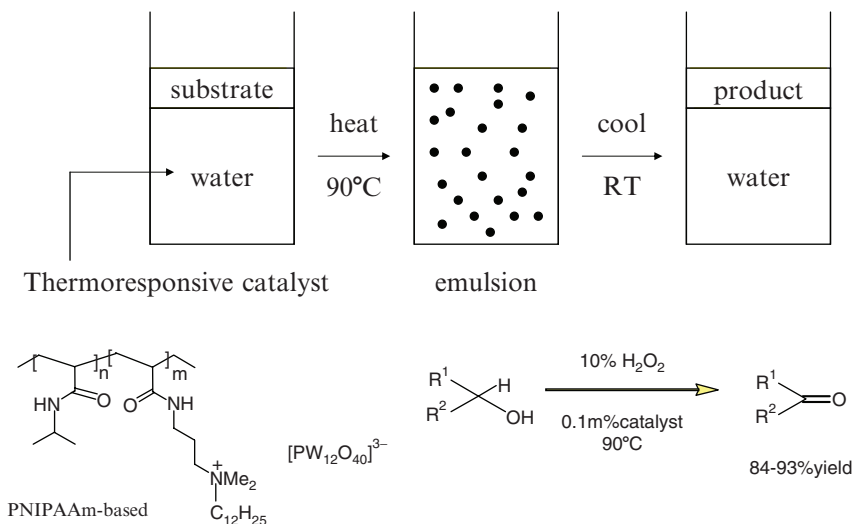 substrate
water
heat
90°C
cool
RT
product
water
Thermoresponsive catalyst
emulsion
n
m
HN
O
O
NH
+
NMe₂
C₁₂H₂₅
[PW₁₂O₄₀]³⁻
PNIPAAm-based
R¹
H
R²
OH
10% H₂O₂
0.1m%catalyst
90°C
R¹
R²
O
84-93%yield